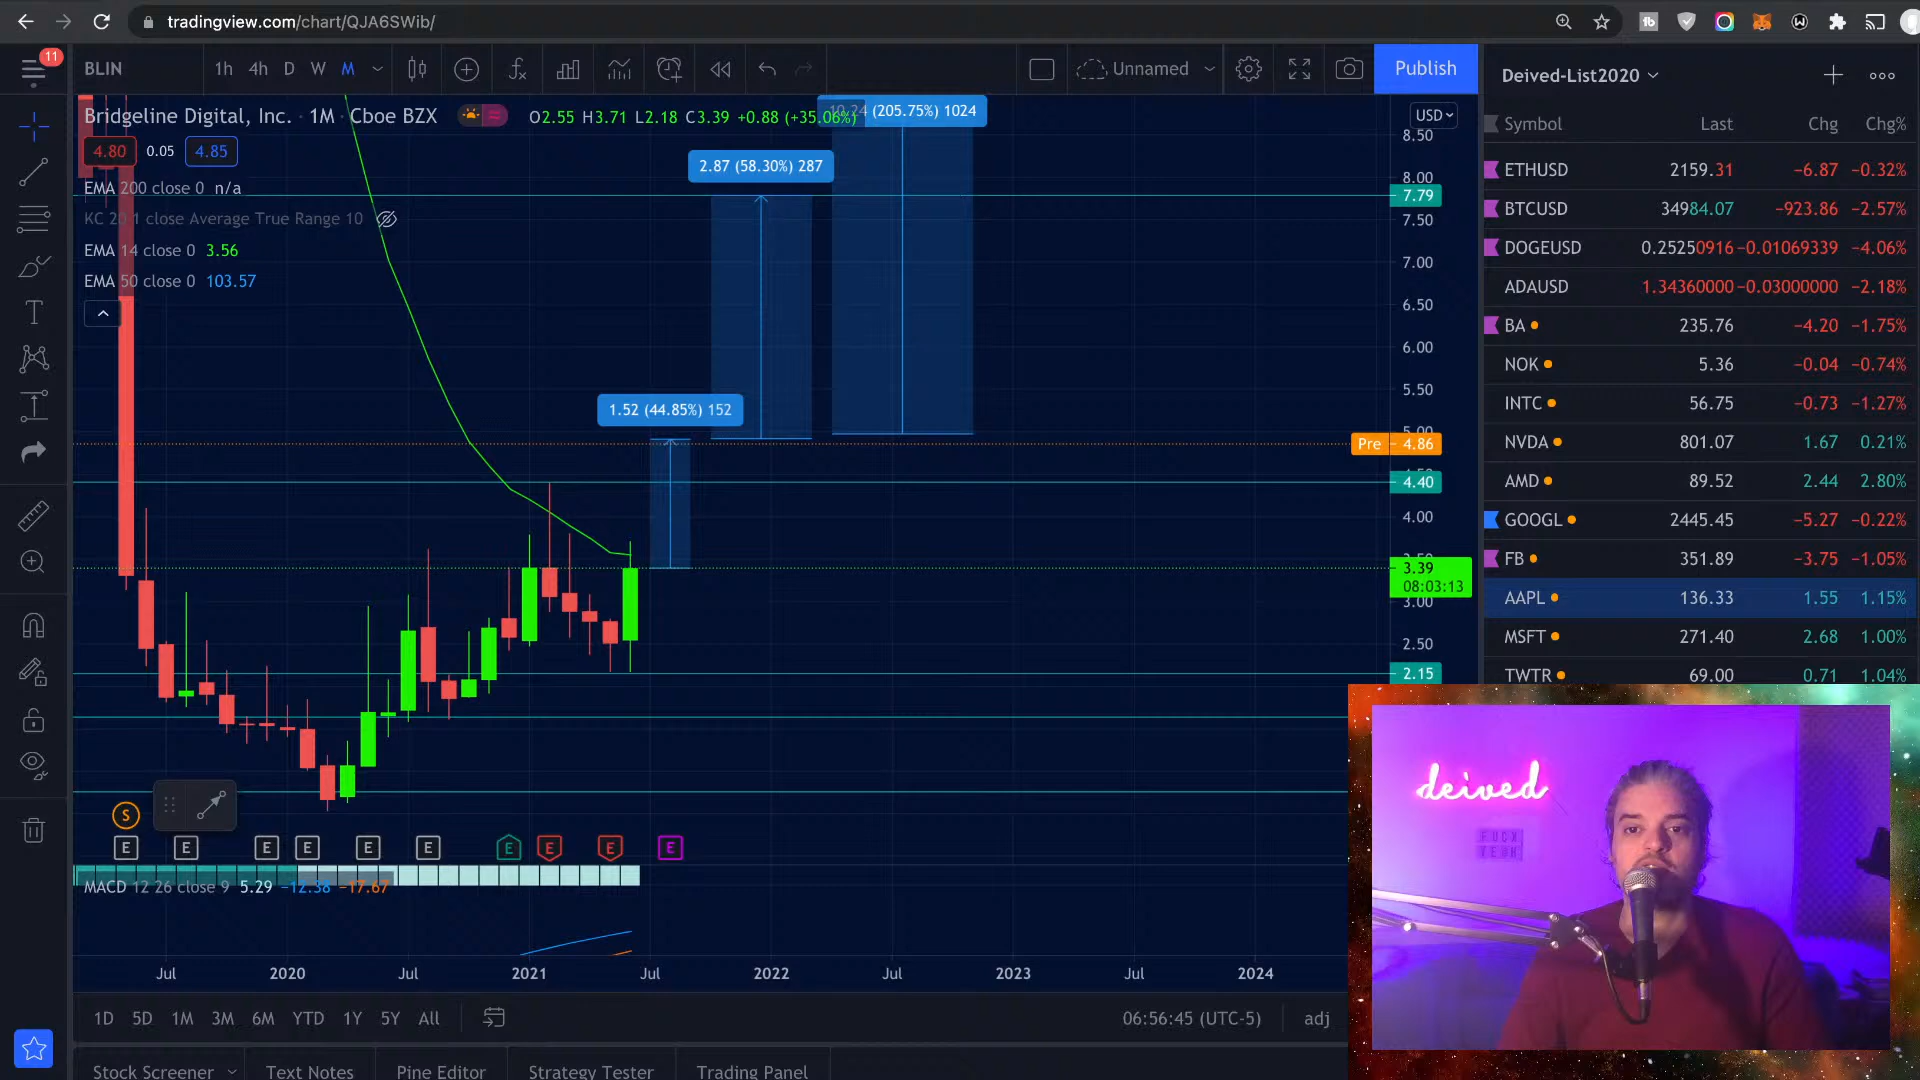 tradingview.com/chart/QJA6SWib/
11
BLIN
1h 4h D W M
Unnamed
Publish
Bridgeline Digital, Inc. · 1M · Cboe BZX
O2.55 H3.71 L2.18 C3.39 +0.88 (+35.06%)
4.80 0.05 4.85
EMA 200 close 0 n/a
KC 20 1 close Average True Range 10
EMA 14 close 0 3.56
EMA 50 close 0 103.57
10.24 (205.75%) 1024
2.87 (58.30%) 287
1.52 (44.85%) 152
USD
8.50
8.00
7.79
7.50
7.00
6.50
6.00
5.50
5.00
Pre 4.86
4.40
4.00
3.50
3.39
08:03:13
3.00
2.50
2.15
S
E E E E E E E E E E
MACD 12 26 close 9 5.29 −12.38 −17.67
Jul 2020 Jul 2021 Jul 2022 Jul 2023 Jul 2024
1D 5D 1M 3M 6M YTD 1Y 5Y All
06:56:45 (UTC-5) adj
Stock Screener Text Notes Pine Editor Strategy Tester Trading Panel
Deived-List2020
Symbol Last Chg Chg%
ETHUSD 2159.31 −6.87 −0.32%
BTCUSD 34984.07 −923.86 −2.57%
DOGEUSD 0.25250916 −0.01069339 −4.06%
ADAUSD 1.34360000 −0.03000000 −2.18%
BA 235.76 −4.20 −1.75%
NOK 5.36 −0.04 −0.74%
INTC 56.75 −0.73 −1.27%
NVDA 801.07 1.67 0.21%
AMD 89.52 2.44 2.80%
GOOGL 2445.45 −5.27 −0.22%
FB 351.89 −3.75 −1.05%
AAPL 136.33 1.55 1.15%
MSFT 271.40 2.68 1.00%
TWTR 69.00 0.71 1.04%
deived
FUCK
YEAH